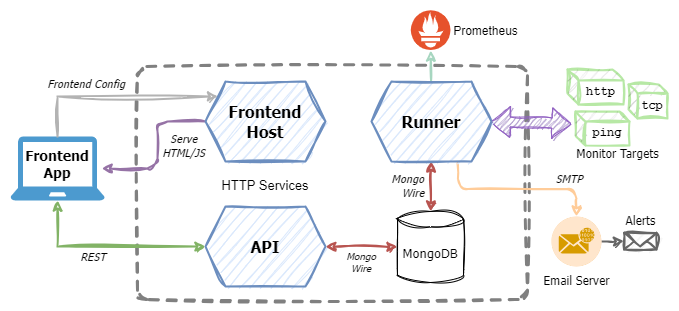 Prometheus
Frontend Config
Frontend
Host
Runner
http
tcp
ping
Monitor Targets
Serve
HTML/JS
Frontend
App
HTTP Services
Mongo
Wire
SMTP
Alerts
API
MongoDB
REST
Mongo
Wire
Email Server